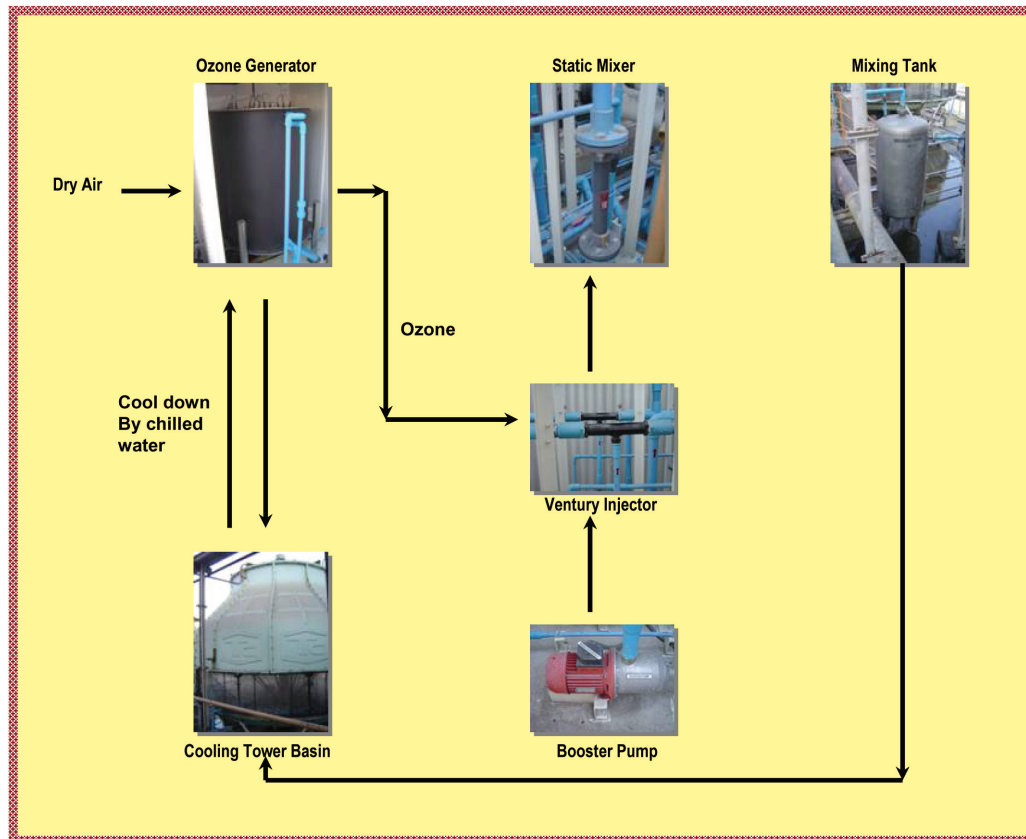 Ozone Generator
Static Mixer
Mixing Tank
Dry Air
Ozone
Cool down
By chilled
water
Ventury Injector
Cooling Tower Basin
Booster Pump